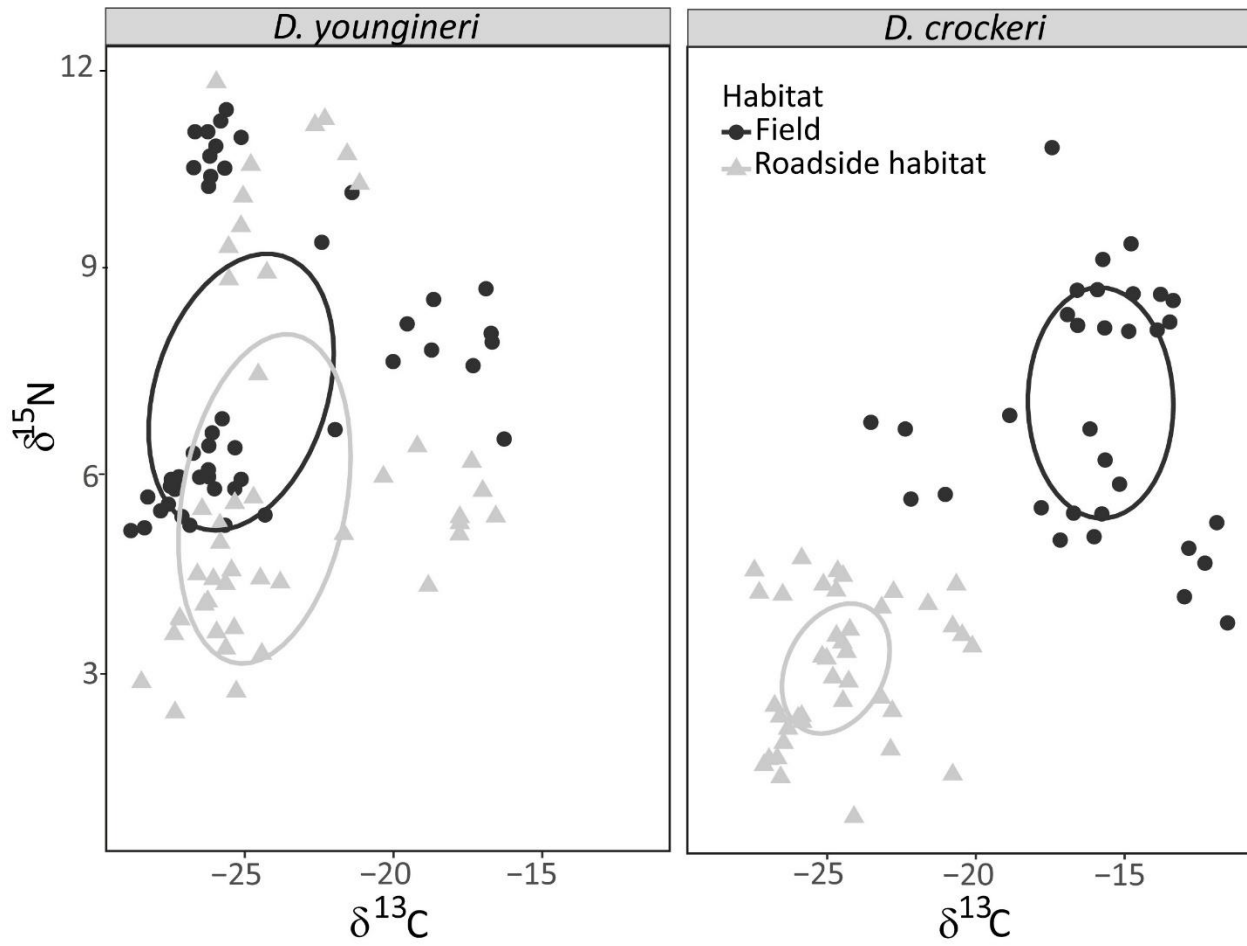 D. youngineri
D. crockeri
12
9
6
3
δ15N
Habitat
Field
Roadside habitat
−25
−20
−15
δ13C
−25
−20
−15
δ13C